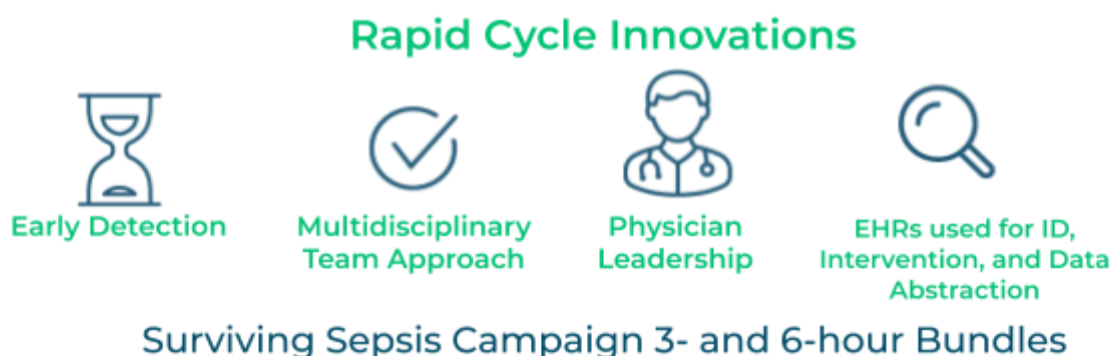 Rapid Cycle Innovations
Early Detection
Multidisciplinary
Team Approach
Physician
Leadership
EHRs used for ID,
Intervention, and Data
Abstraction
Surviving Sepsis Campaign 3- and 6-hour Bundles